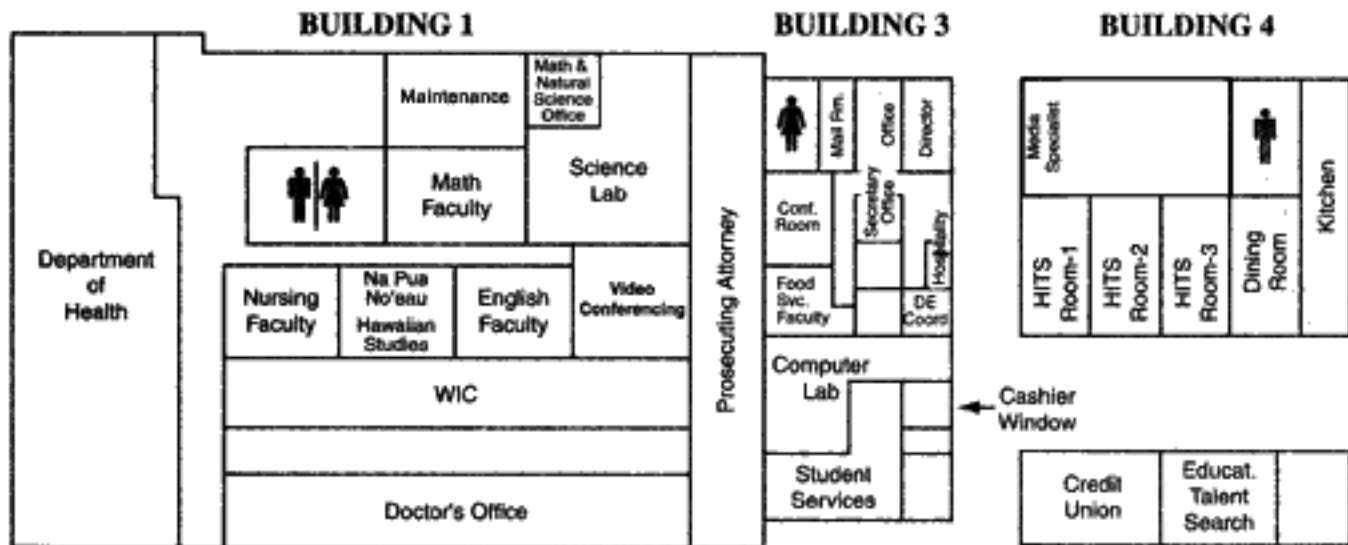 BUILDING 1
BUILDING 3
BUILDING 4
Department
of
Health
Maintenance
Math &
Natural
Science
Office
Math
Faculty
Science
Lab
Nursing
Faculty
Na Pua
No'eau
Hawaiian
Studies
English
Faculty
Video
Conferencing
WIC
Doctor's Office
Prosecuting Attorney
Mail Rm.
Office
Director
Conf.
Room
Secretary
Office
Hospitality
Food
Svc.
Faculty
DE
Coord
Computer
Lab
Student
Services
Cashier
Window
Media
Specialist
HITS
Room-1
HITS
Room-2
HITS
Room-3
Dining
Room
Kitchen
Credit
Union
Educat.
Talent
Search